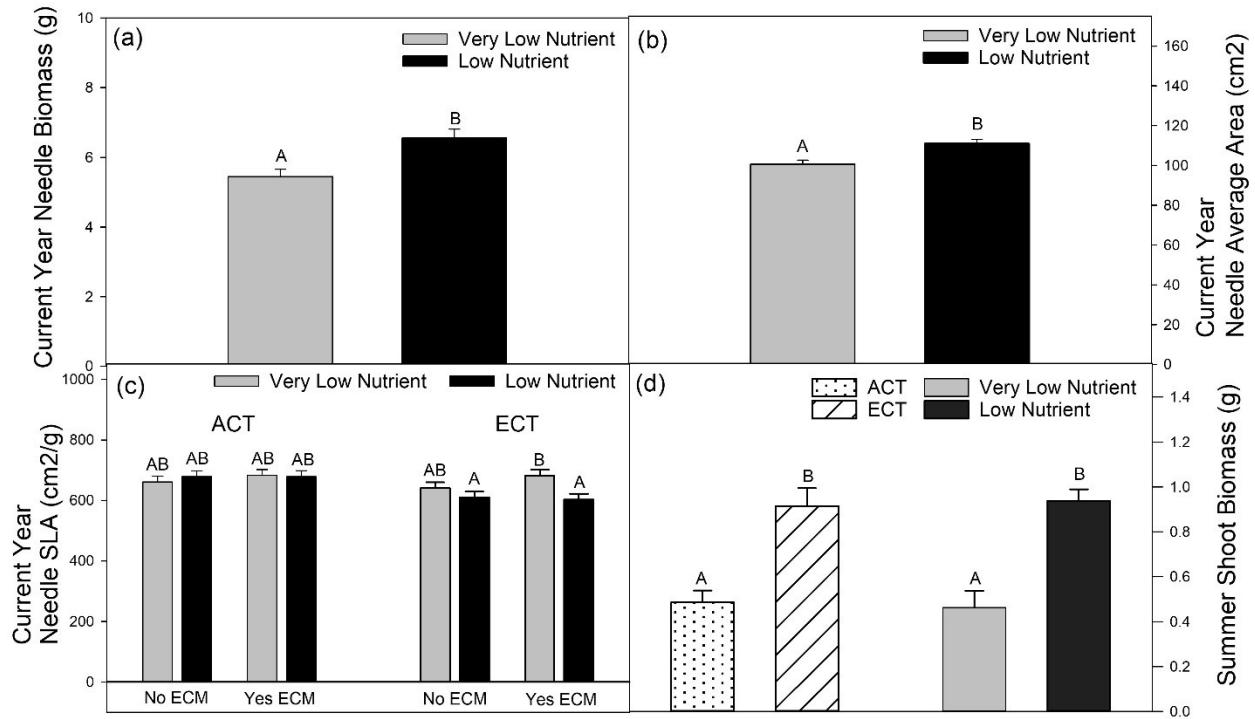 (a)
Very Low Nutrient
Low Nutrient
Current Year Needle Biomass (g)
10
8
6
4
2
0
A
B
(b)
Very Low Nutrient
Low Nutrient
Current Year
Needle Average Area (cm2)
160
140
120
100
80
60
40
20
0
A
B
(c)
Very Low Nutrient
Low Nutrient
Current Year
Needle SLA (cm2/g)
1000
800
600
400
200
0
ACT
ECT
AB AB AB AB AB A B A
No ECM Yes ECM No ECM Yes ECM
(d)
ACT
ECT
Very Low Nutrient
Low Nutrient
Summer Shoot Biomass (g)
1.4
1.2
1.0
0.8
0.6
0.4
0.2
0.0
A
B
A
B